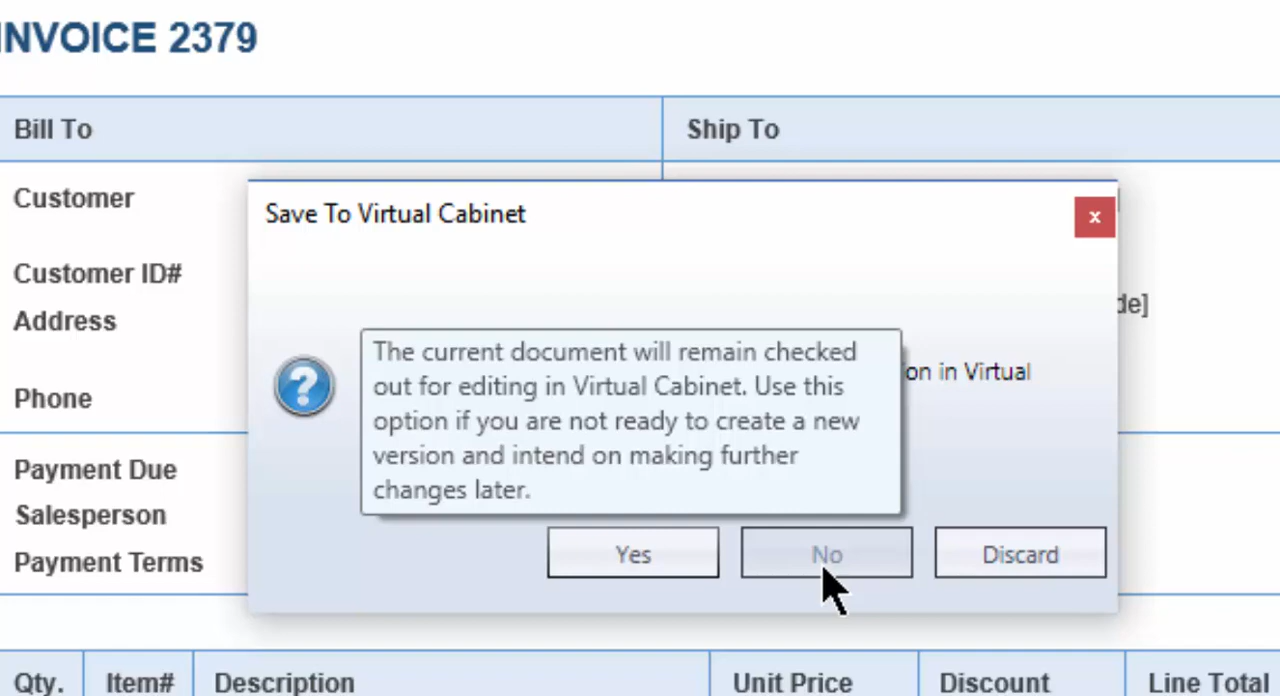 INVOICE 2379
Bill To
Ship To
Customer
Customer ID#
Address
Phone
Payment Due
Salesperson
Payment Terms
Save To Virtual Cabinet
x
The current document will remain checked
out for editing in Virtual Cabinet. Use this
option if you are not ready to create a new
version and intend on making further
changes later.
in Virtual
Yes
No
Discard
Qty.
Item#
Description
Unit Price
Discount
Line Total